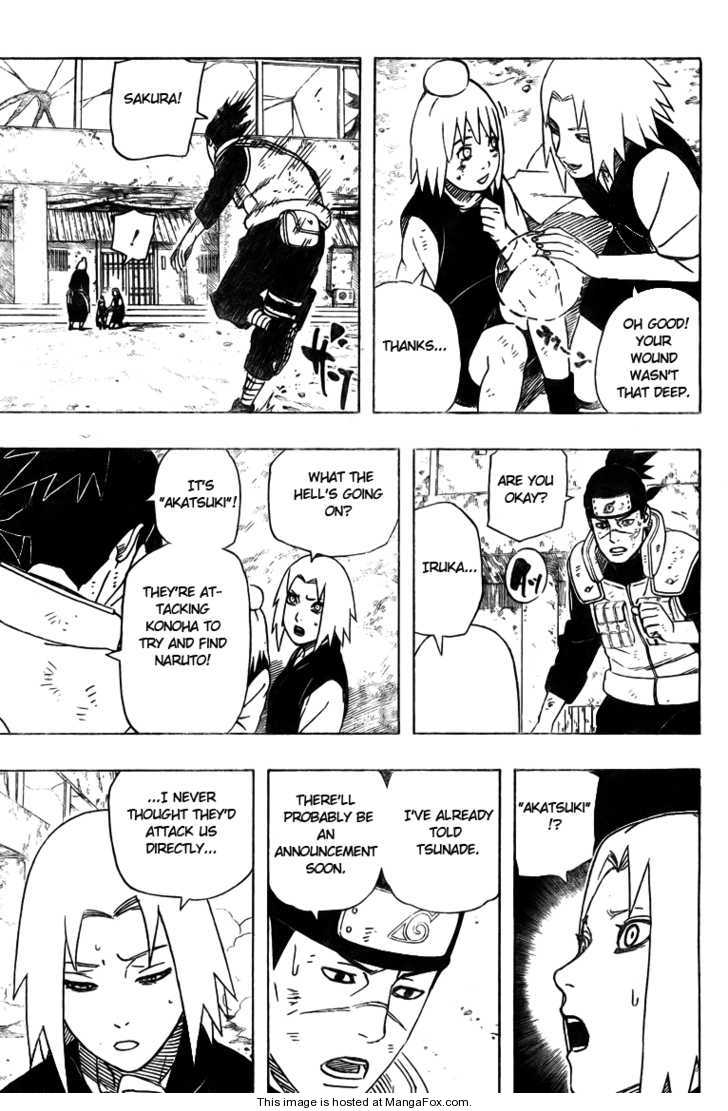 OH GOOD!
YOUR
WOUND
WASN'T
THAT DEEP.
THANKS...
SAKURA!
!
ARE YOU
OKAY?
IRUKA...
WHAT THE
HELL'S GOING
ON?
IT'S
"AKATSUKI"!
THEY'RE AT-
TACKING
KONOHA TO
TRY AND FIND
NARUTO!
"AKATSUKI"
!?
I'VE ALREADY
TOLD
TSUNADE.
THERE'LL
PROBABLY BE
AN
ANNOUNCEMENT
SOON.
...I NEVER
THOUGHT THEY'D
ATTACK US
DIRECTLY...
This image is hosted at MangaFox.com